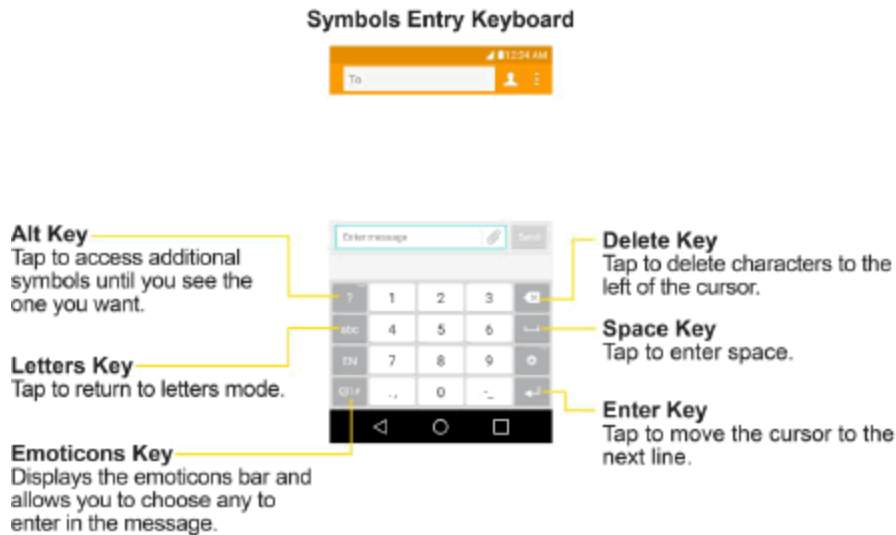 Symbols Entry Keyboard
12:34 AM
To
Enter message
Send
Alt Key
Tap to access additional
symbols until you see the
one you want.
Letters Key
Tap to return to letters mode.
Emoticons Key
Displays the emoticons bar and
allows you to choose any to
enter in the message.
? 1 2 3
abc 4 5 6
EN 7 8 9
., 0 -_
Delete Key
Tap to delete characters to the
left of the cursor.
Space Key
Tap to enter space.
Enter Key
Tap to move the cursor to the
next line.